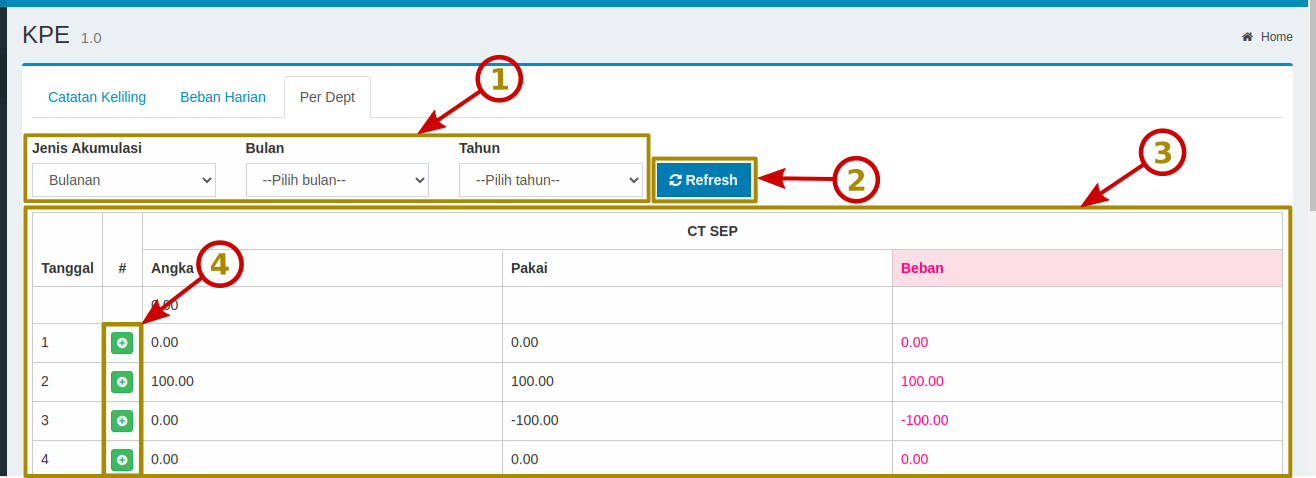 KPE 1.0
Home
1
Catatan Keliling Beban Harian Per Dept
Jenis Akumulasi Bulan Tahun
3
Bulanan --Pilih bulan-- --Pilih tahun-- Refresh
2
CT SEP
Tanggal # Angka Pakai Beban
4
0.00
1 0.00 0.00 0.00
2 100.00 100.00 100.00
3 0.00 -100.00 -100.00
4 0.00 0.00 0.00